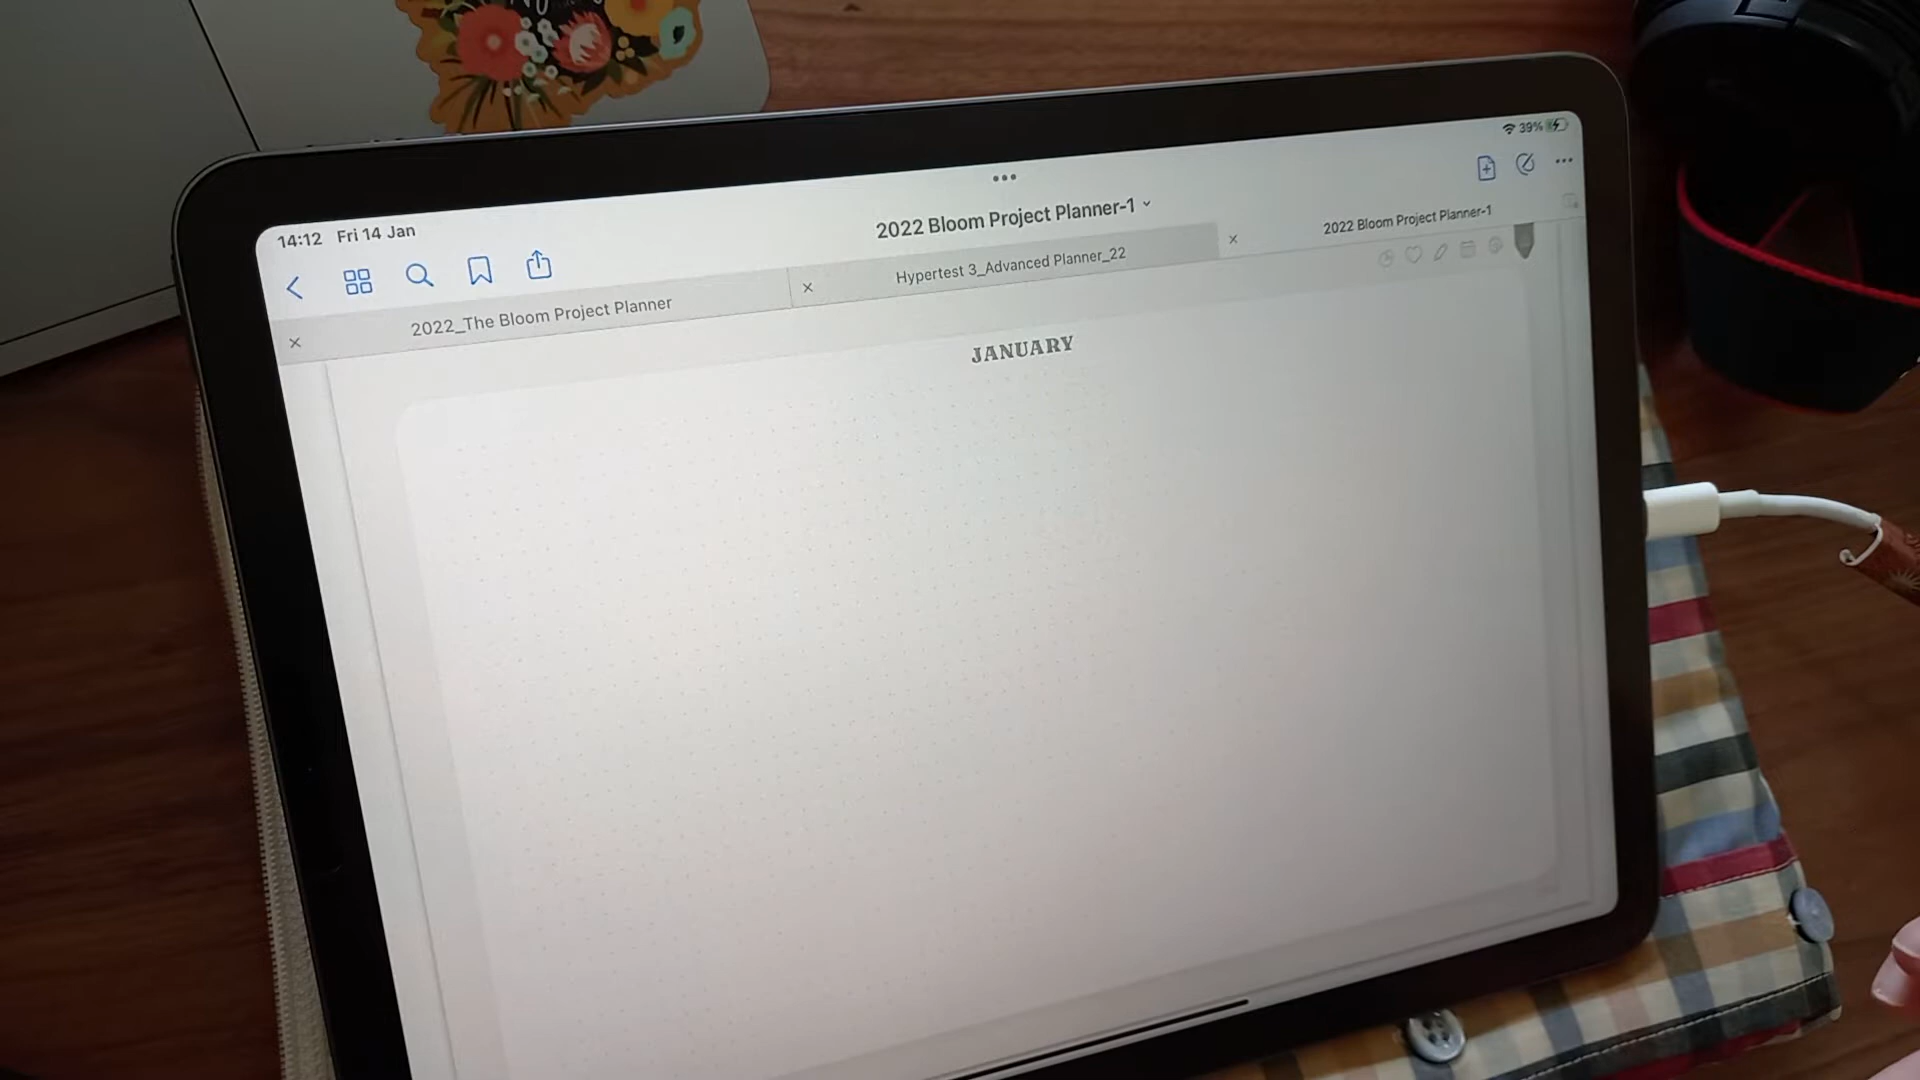 39%
14:12 Fri 14 Jan
2022 Bloom Project Planner-1
2022_The Bloom Project Planner
Hypertest 3_Advanced Planner_22
2022 Bloom Project Planner-1
JANUARY